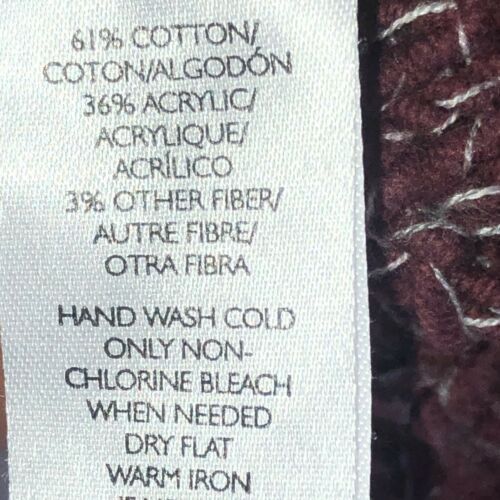 61% COTTON/
COTON/ALGODÓN
36% ACRYLIC/
ACRYLIQUE/
ACRÍLICO
3% OTHER FIBER/
AUTRE FIBRE/
OTRA FIBRA
HAND WASH COLD
ONLY NON-
CHLORINE BLEACH
WHEN NEEDED
DRY FLAT
WARM IRON